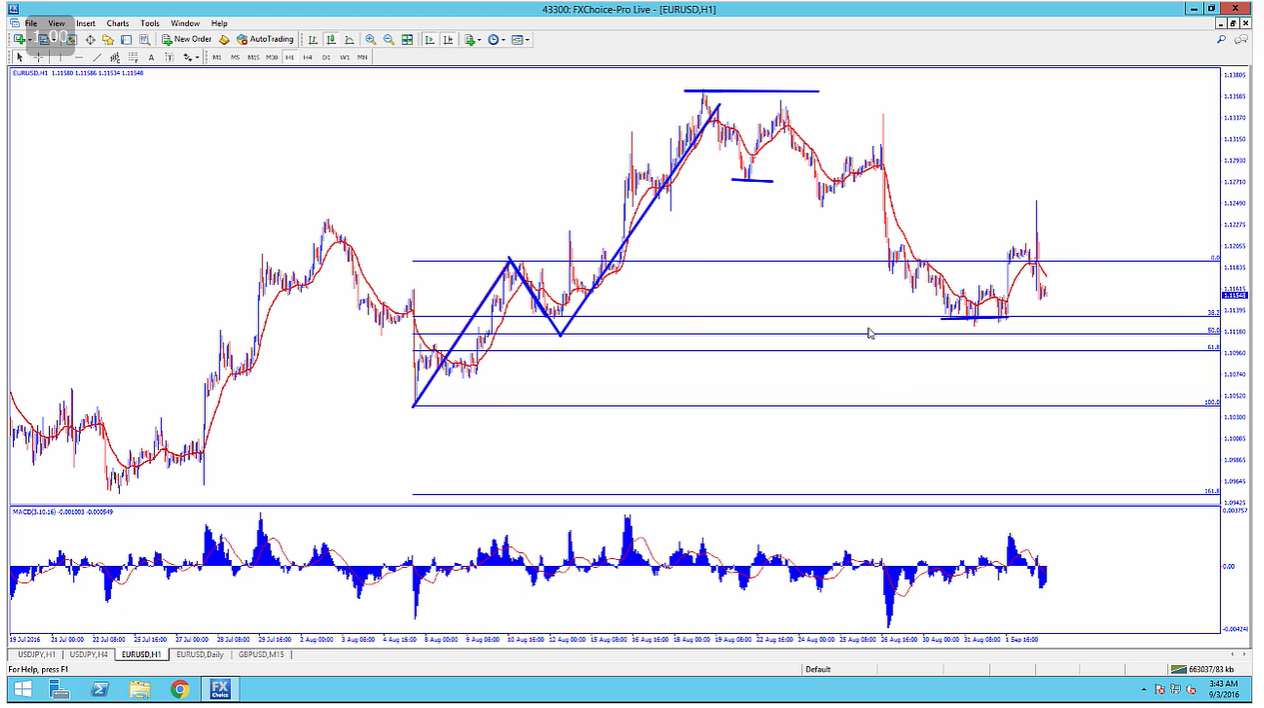 43300: FXChoice-Pro Live - [EURUSD,H1]
File View Insert Charts Tools Window Help
1.00
New Order AutoTrading
A T M1 M5 M15 M30 H1 H4 D1 W1 MN
EURUSD,H1 1.11580 1.11586 1.11534 1.11548
1.13805
1.13585
1.13370
1.13150
1.12930
1.12710
1.12490
1.12275
1.12055
0.0
1.11835
1.11615
1.11548
1.11395
38.2
1.11180
50.0
61.8
1.10960
1.10740
1.10520
100.0
1.10300
1.10085
1.09865
1.09645
161.8
1.09425
MACD(3,10,16) -0.001003 -0.000549
0.003757
0.00
19 Jul 2016 21 Jul 00:00 22 Jul 08:00 25 Jul 16:00 27 Jul 00:00 28 Jul 08:00 29 Jul 16:00 2 Aug 00:00 3 Aug 08:00 4 Aug 16:00 8 Aug 00:00 9 Aug 08:00 10 Aug 16:00 12 Aug 00:00 15 Aug 08:00 16 Aug 16:00 18 Aug 00:00 19 Aug 08:00 22 Aug 16:00 24 Aug 00:00 25 Aug 08:00 26 Aug 16:00 30 Aug 00:00 31 Aug 08:00 1 Sep 16:00
USDJPY,H1 USDJPY,H4 EURUSD,H1 EURUSD,Daily GBPUSD,M15
For Help, press F1 Default 663037/83 kb
FX Choice
3:43 AM
9/3/2016